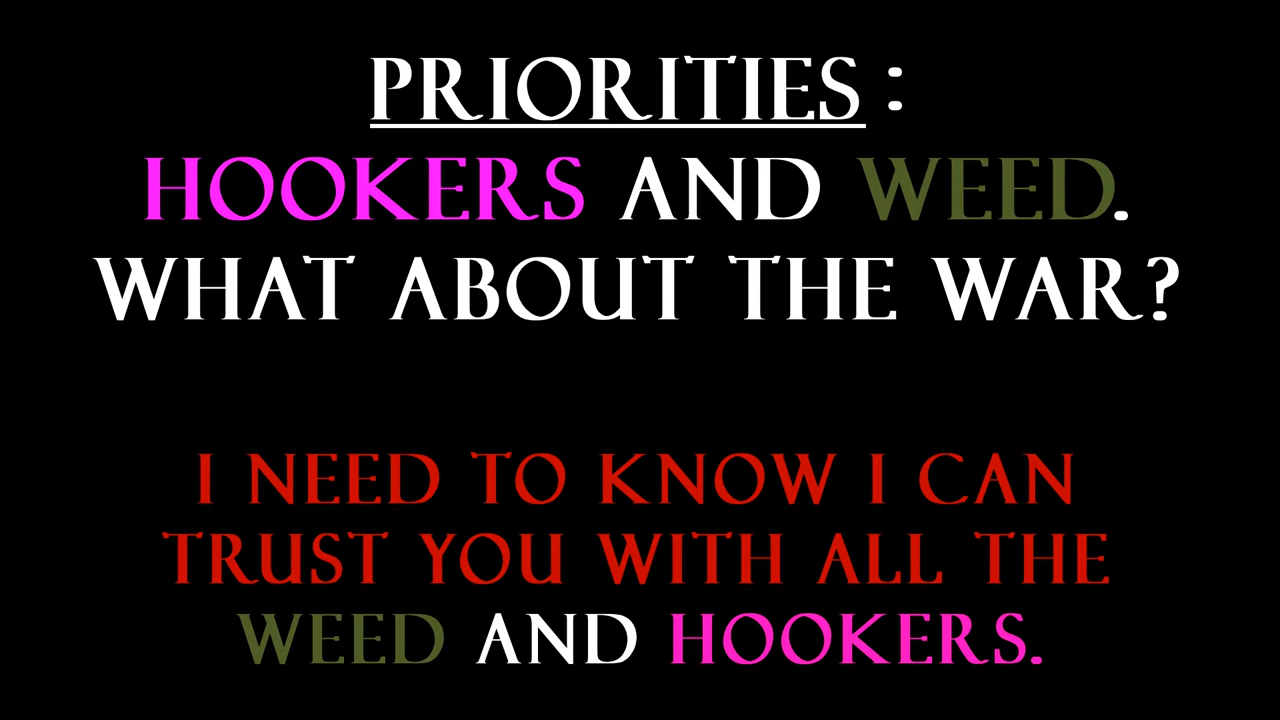 PRIORITIES :
HOOKERS AND WEED.
WHAT ABOUT THE WAR?
I NEED TO KNOW I CAN
TRUST YOU WITH ALL THE
WEED AND HOOKERS.